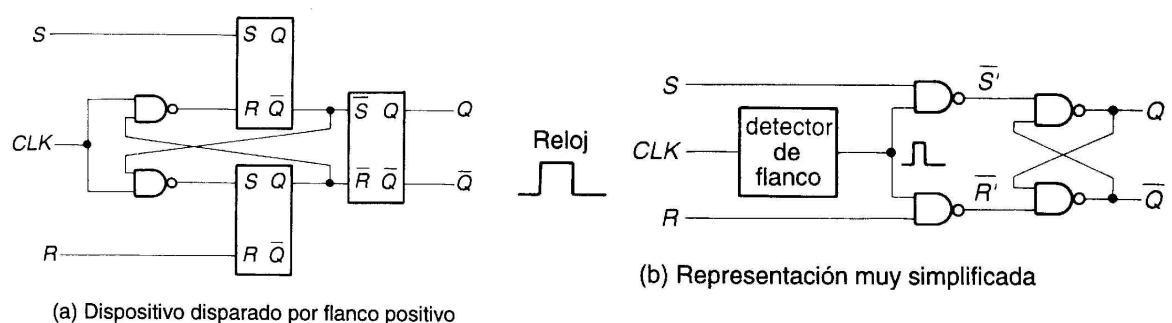 S
S Q
R Q̅
CLK
S Q
R Q̅
R
S̅ Q
R̅ Q̅
Q
Q̅
(a) Dispositivo disparado por flanco positivo
Reloj
S
CLK
R
detector
de
flanco
S̅'
R̅'
Q
Q̅
(b) Representación muy simplificada